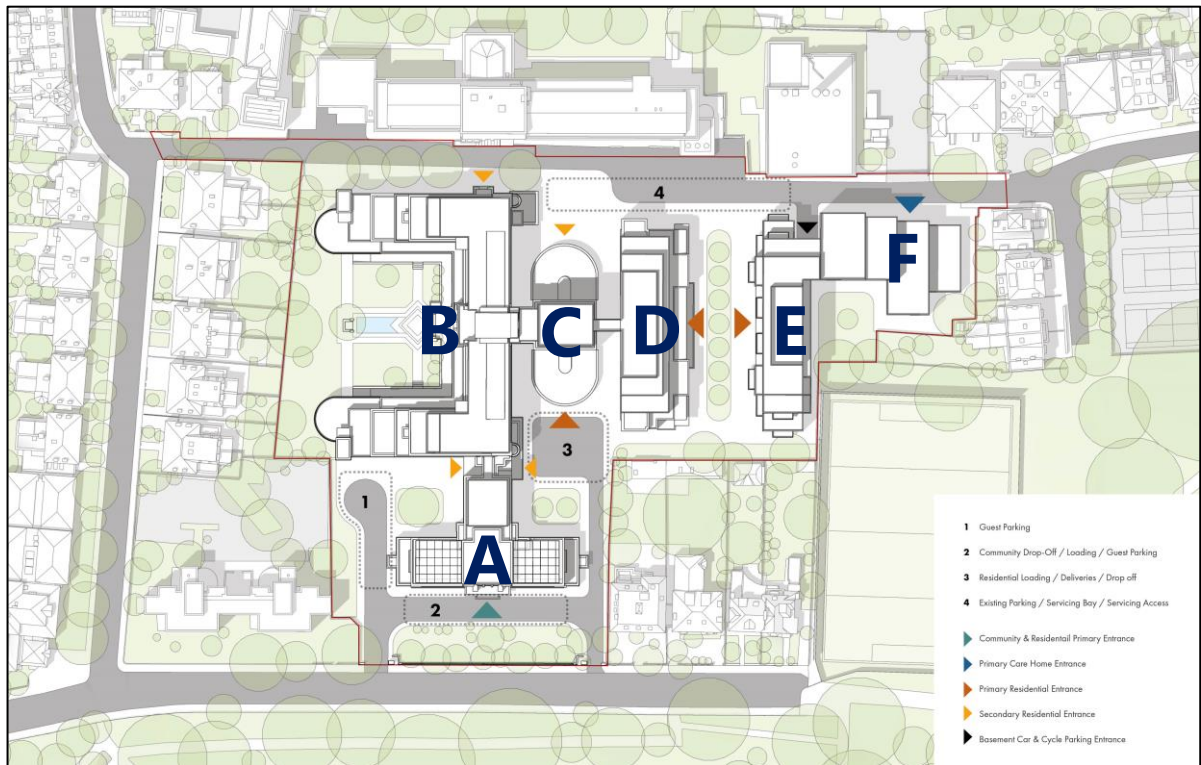 4
F
B
C
D
E
3
1
A
2
1 Guest Parking
2 Community Drop-Off / Loading / Guest Parking
3 Residential Loading / Deliveries / Drop off
4 Existing Parking / Servicing Bay / Servicing Access
Community & Residentail Primary Entrance
Primary Care Home Entrance
Primary Residential Entrance
Secondary Residential Entrance
Basement Car & Cycle Parking Entrance